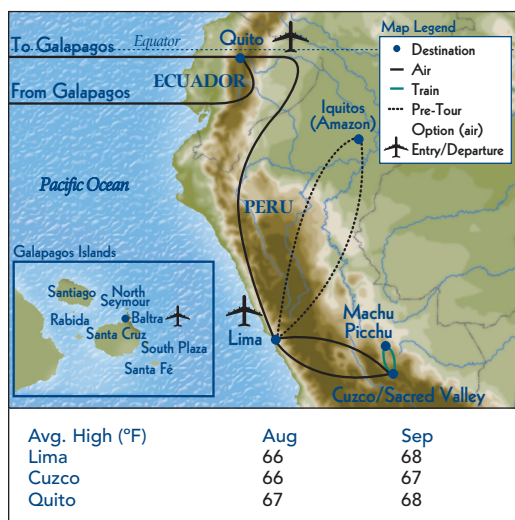 To Galapagos
Equator
Quito
ECUADOR
From Galapagos
Map Legend
Destination
Air
Train
Pre-Tour
Option (air)
Entry/Departure
Iquitos
(Amazon)
Pacific Ocean
PERU
Galapagos Islands
Santiago
North
Seymour
Rabida
Baltra
Santa Cruz
South Plaza
Santa Fé
Lima
Machu
Picchu
Cuzco/Sacred Valley
Avg. High (ºF) Aug Sep
Lima 66 68
Cuzco 66 67
Quito 67 68